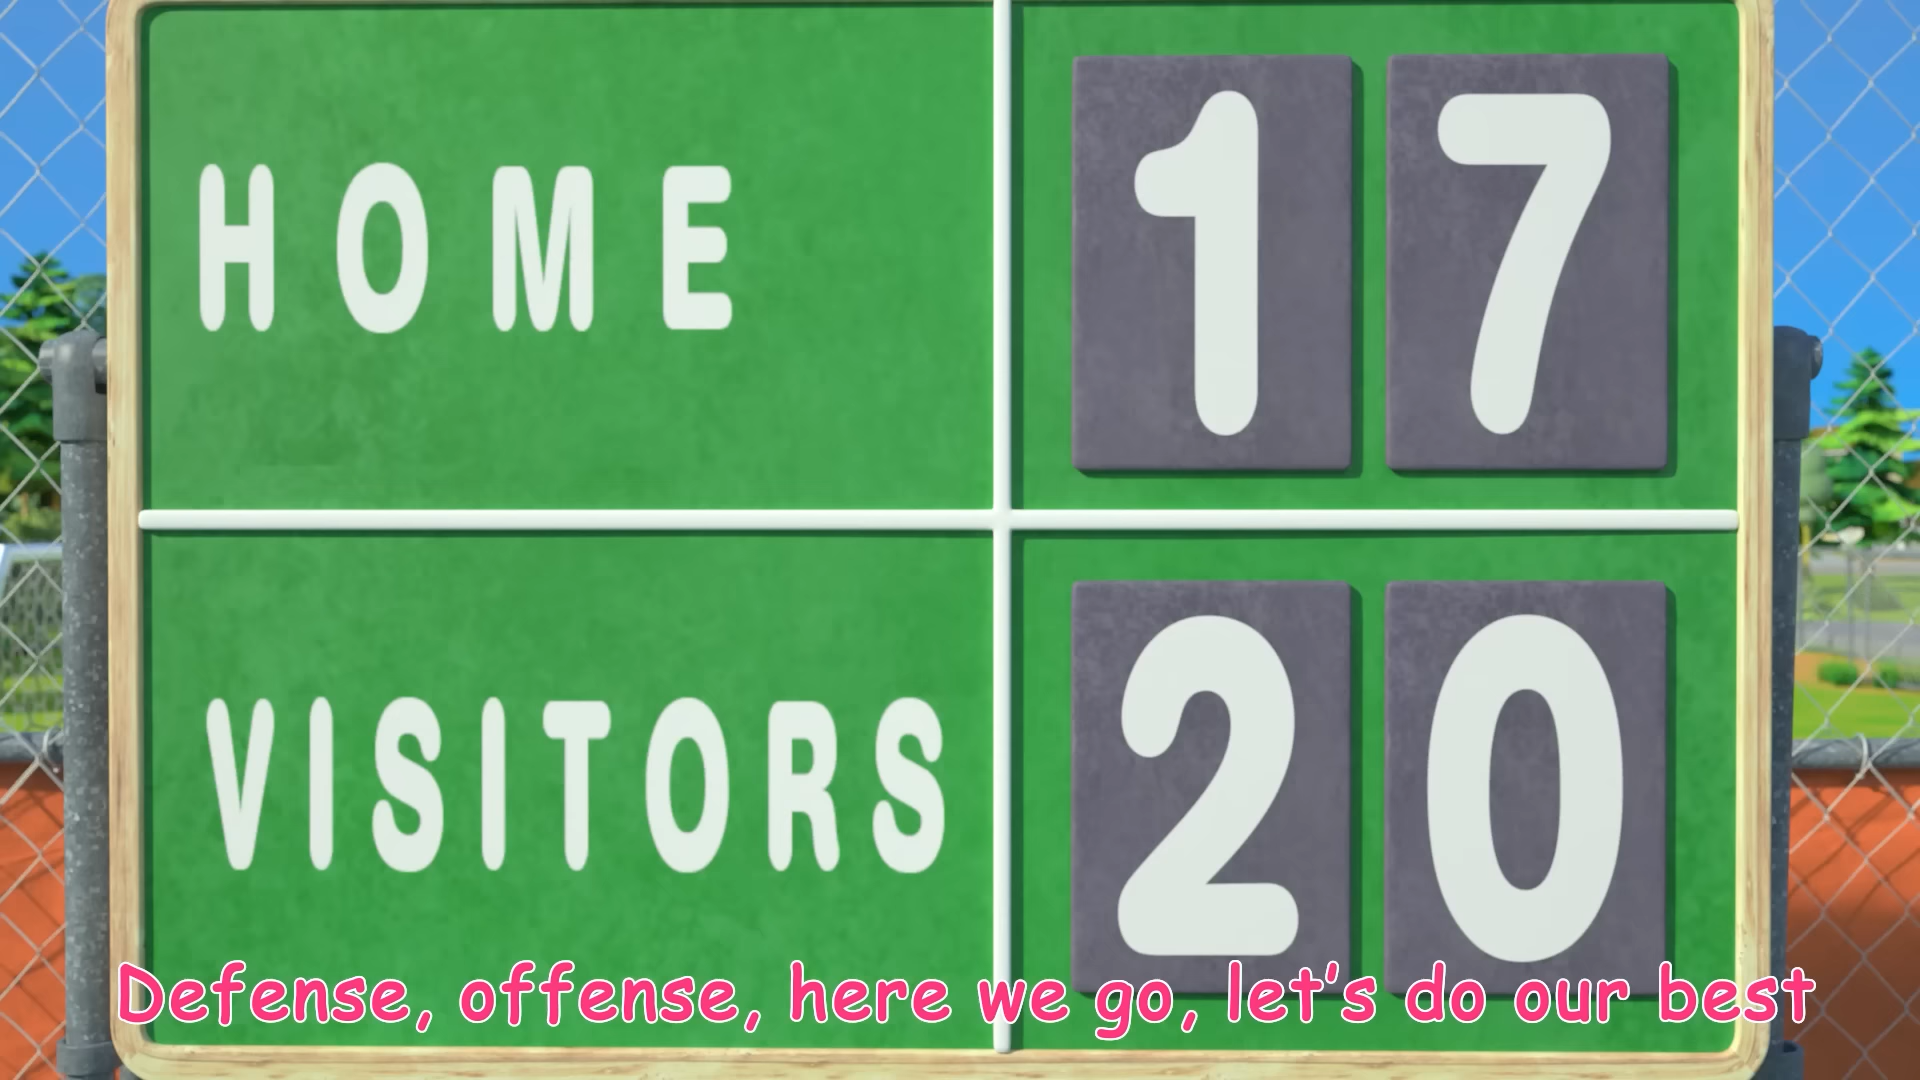 HOME 17
VISITORS 20
Defense, offense, here we go, let's do our best